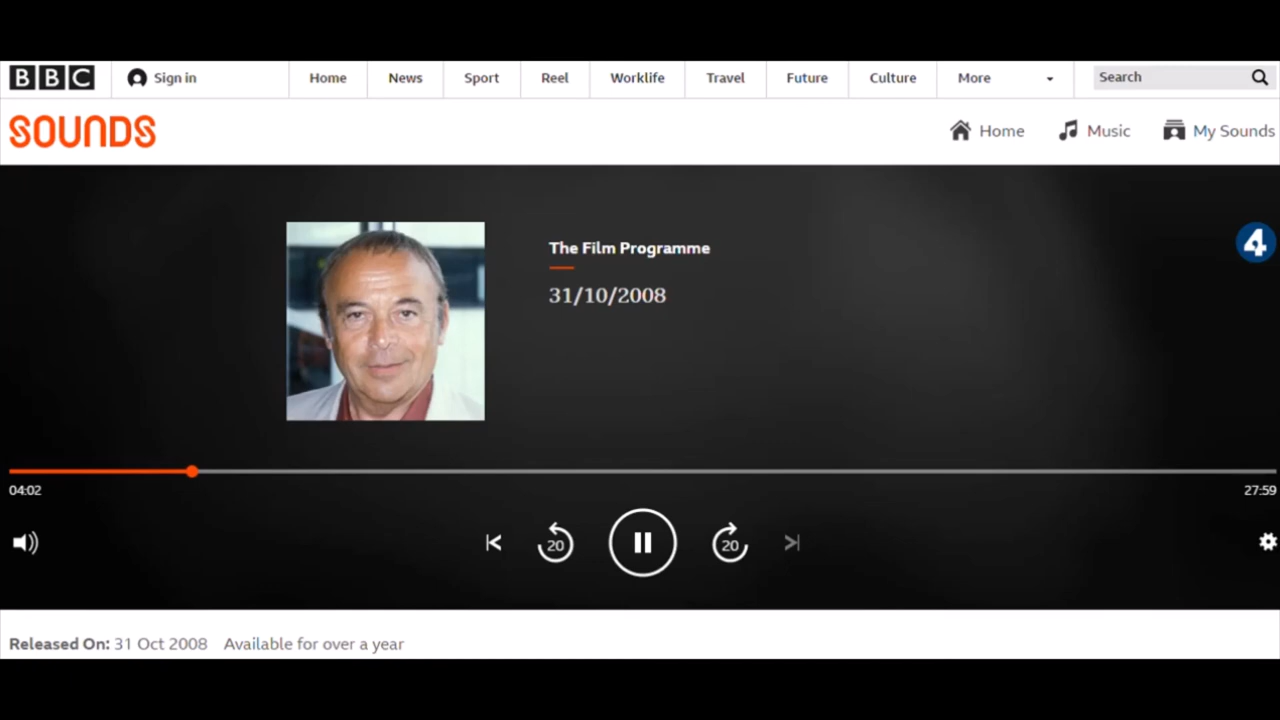 BBC Sign in Home News Sport Reel Worklife Travel Future Culture More Search
SOUNDS Home Music My Sounds
4
The Film Programme
31/10/2008
04:02 27:59
20 20
Released On: 31 Oct 2008 Available for over a year